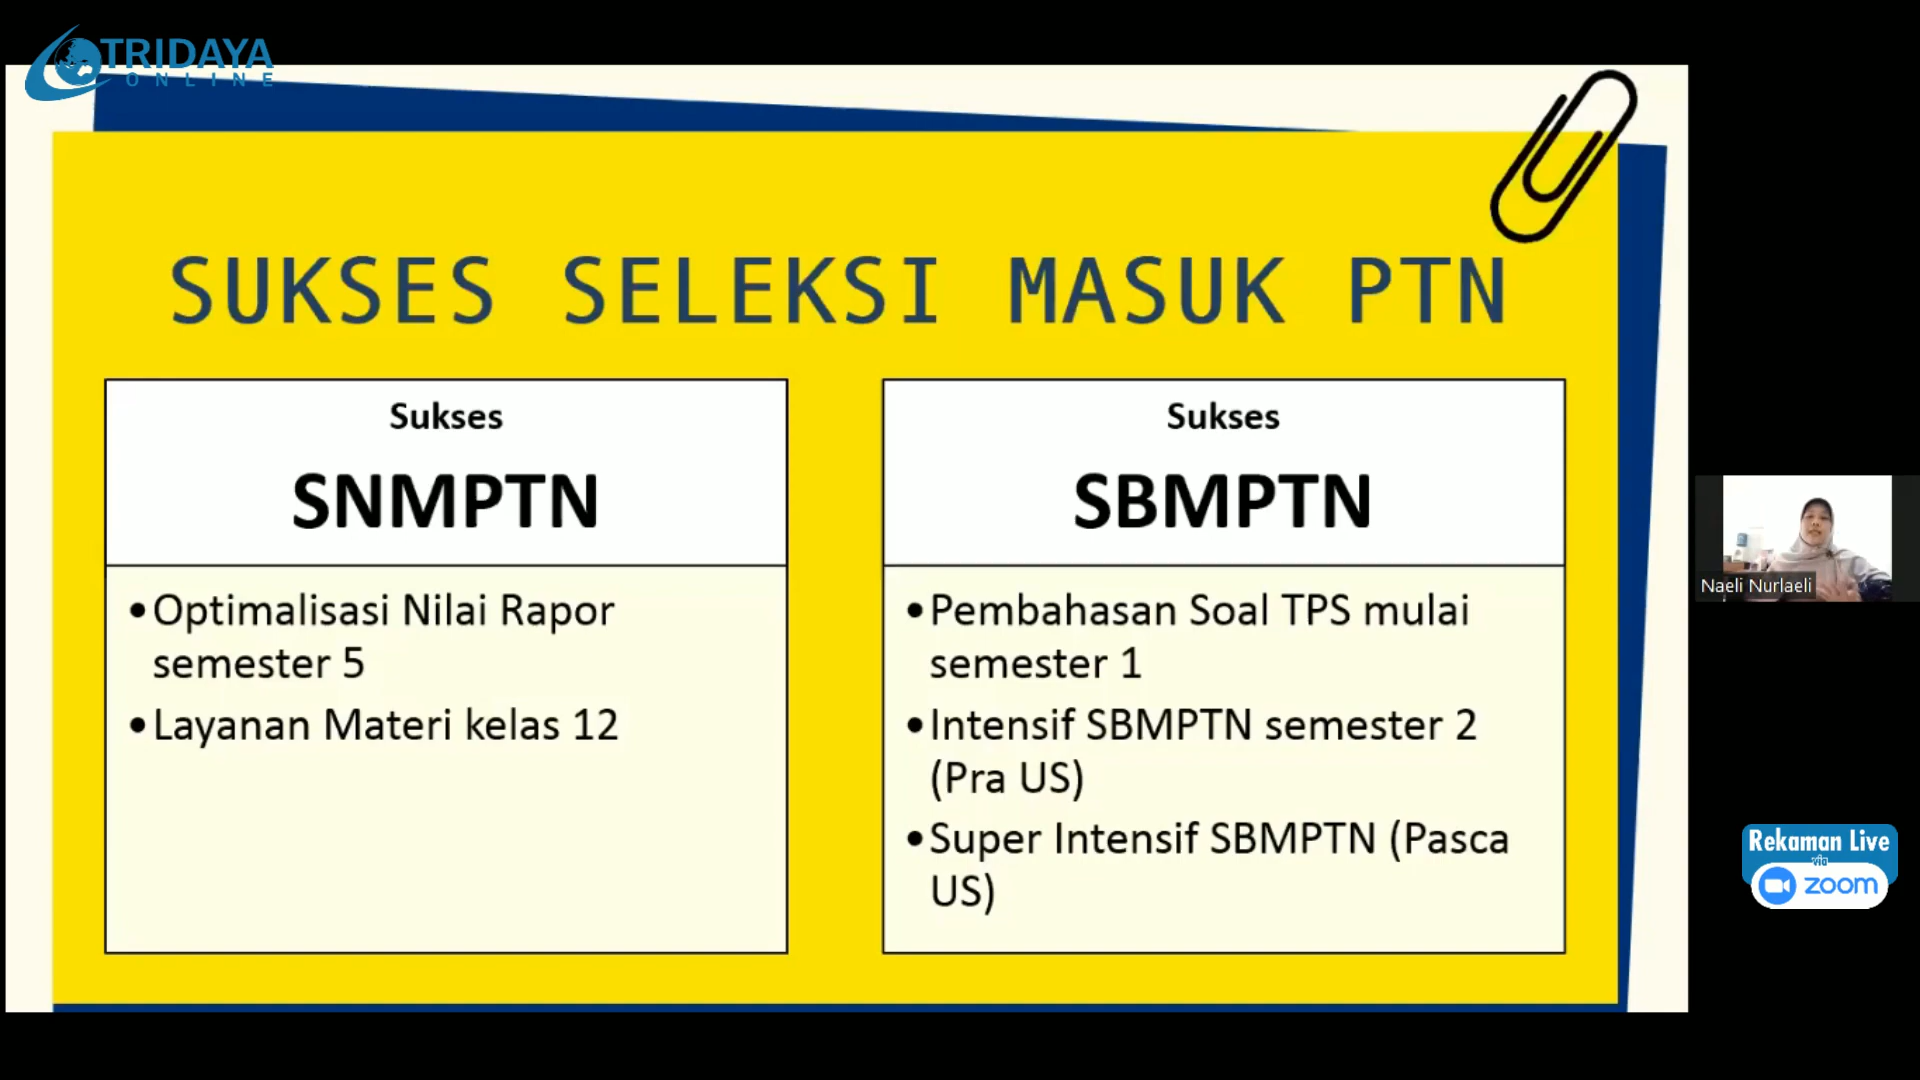 TRIDAYA
ONLINE
SUKSES SELEKSI MASUK PTN
Sukses
SNMPTN
•Optimalisasi Nilai Rapor
semester 5
•Layanan Materi kelas 12
Sukses
SBMPTN
•Pembahasan Soal TPS mulai
semester 1
•Intensif SBMPTN semester 2
(Pra US)
•Super Intensif SBMPTN (Pasca
US)
Naeli Nurlaeli
Rekaman Live
via
zoom